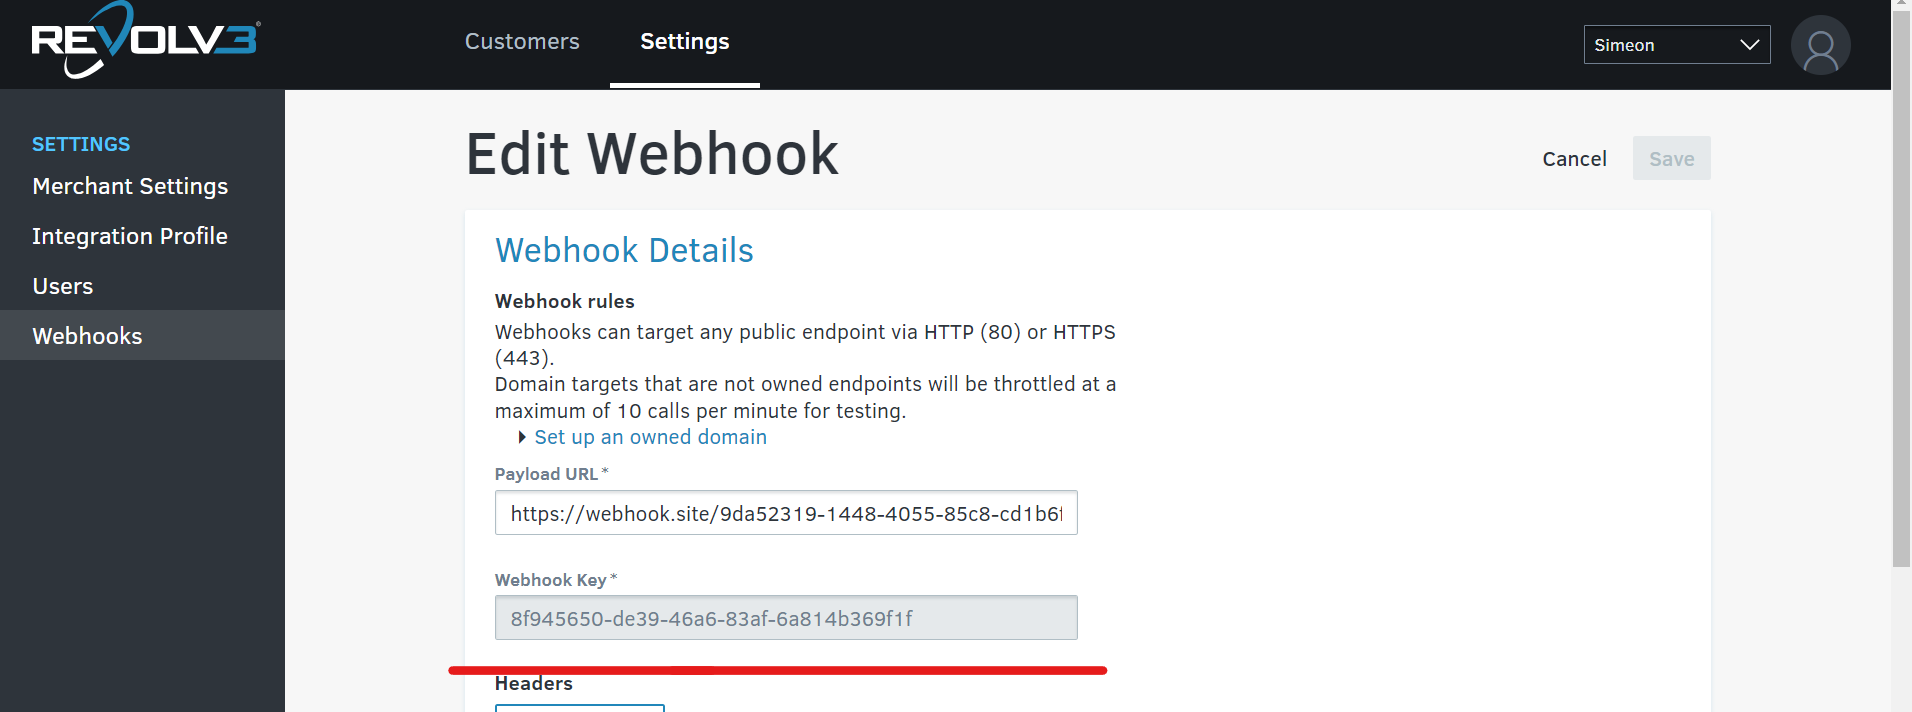 REVOLV3®
Customers
Settings
Simeon
SETTINGS
Merchant Settings
Integration Profile
Users
Webhooks
Edit Webhook
Cancel
Save
Webhook Details
Webhook rules
Webhooks can target any public endpoint via HTTP (80) or HTTPS
(443).
Domain targets that are not owned endpoints will be throttled at a
maximum of 10 calls per minute for testing.
Set up an owned domain
Payload URL*
https://webhook.site/9da52319-1448-4055-85c8-cd1b6f
Webhook Key*
8f945650-de39-46a6-83af-6a814b369f1f
Headers